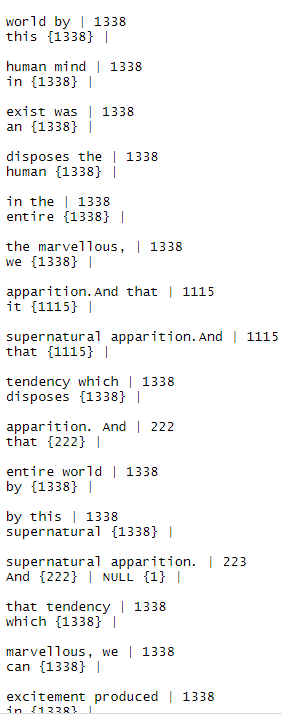 world by | 1338
this {1338} |
human mind | 1338
in {1338} |
exist was | 1338
an {1338} |
disposes the | 1338
human {1338} |
in the | 1338
entire {1338} |
the marvellous, | 1338
we {1338} |
apparition.And that | 1115
it {1115} |
supernatural apparition.And | 1115
that {1115} |
tendency which | 1338
disposes {1338} |
apparition. And | 222
that {222} |
entire world | 1338
by {1338} |
by this | 1338
supernatural {1338} |
supernatural apparition. | 223
And {222} | NULL {1} |
that tendency | 1338
which {1338} |
marvellous, we | 1338
can {1338} |
excitement produced | 1338
in {1338} |